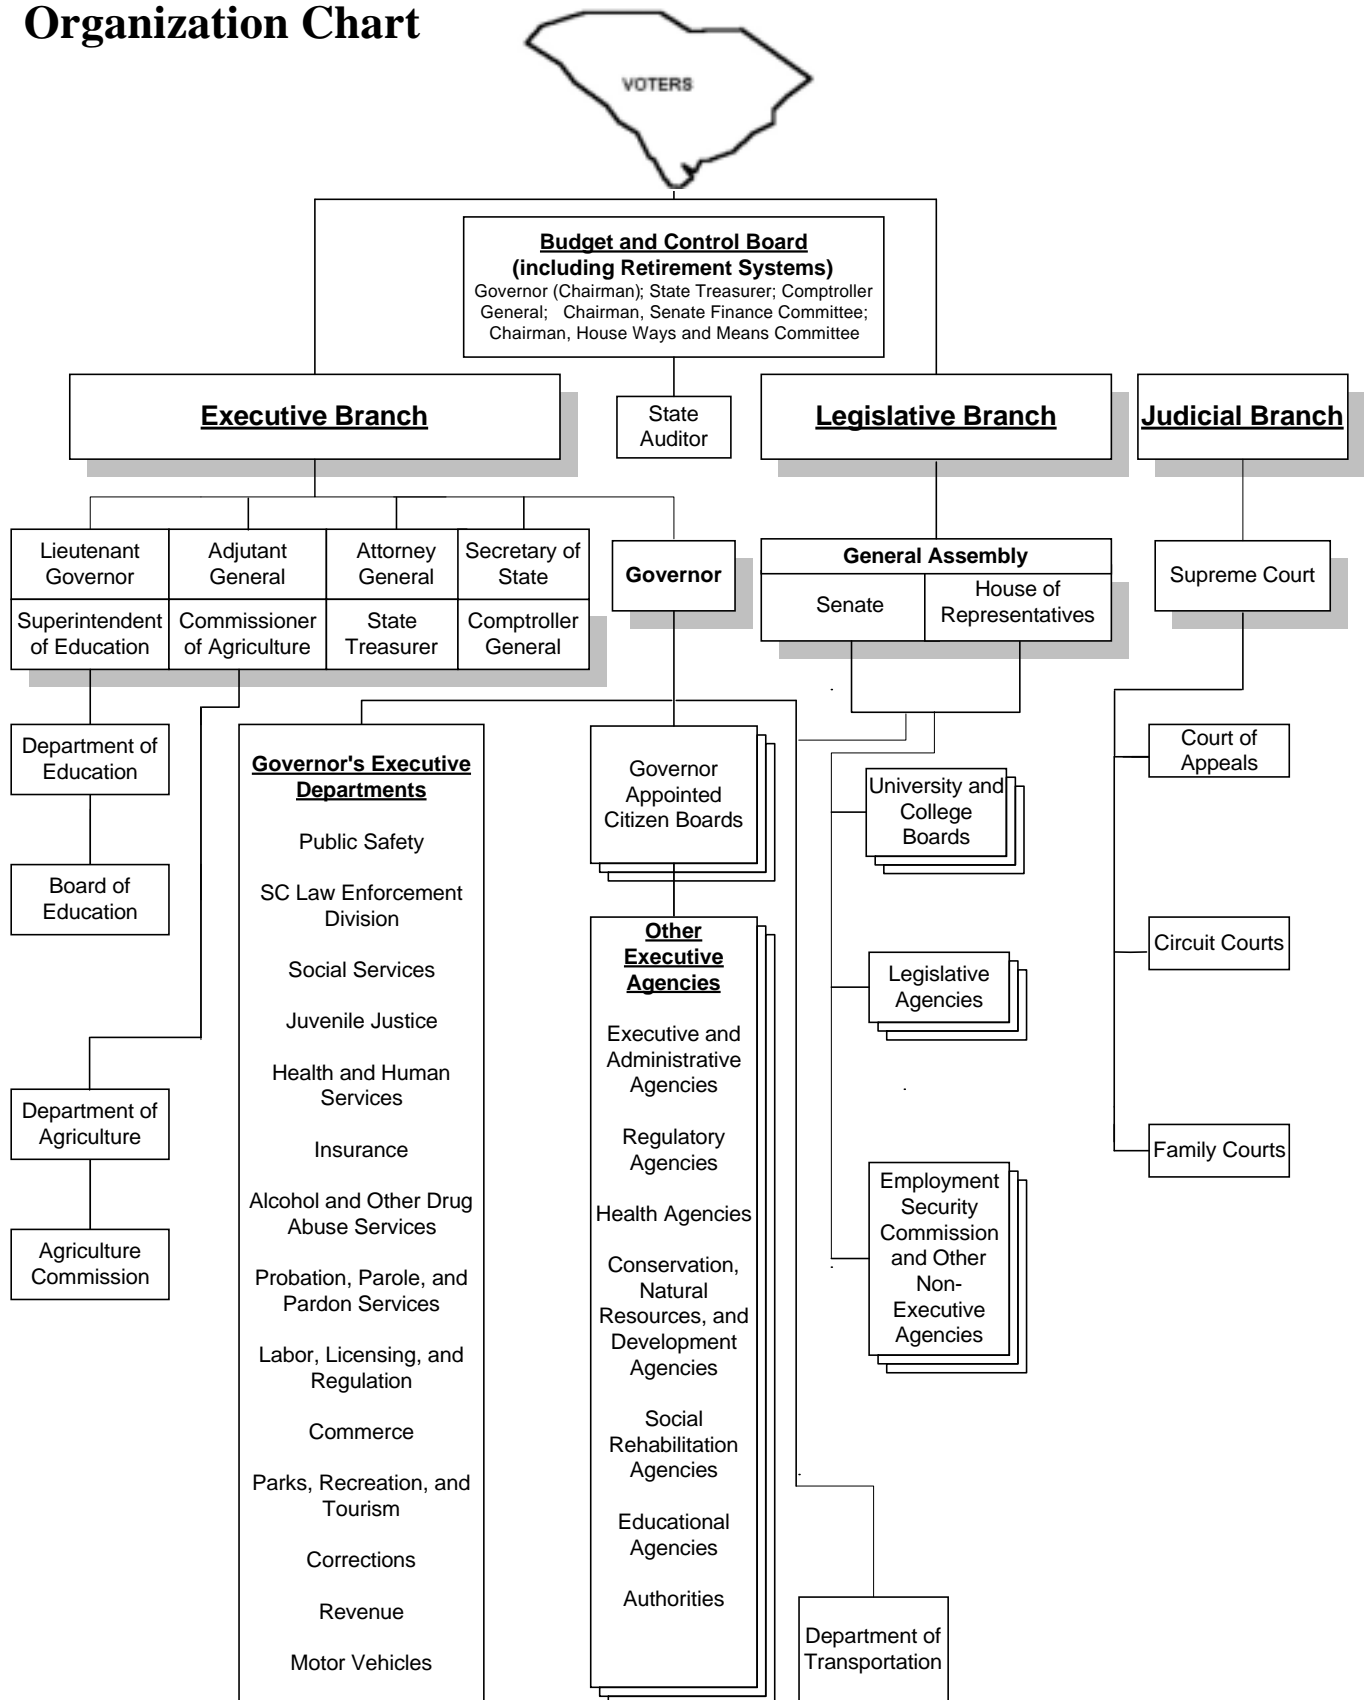 Organization Chart
VOTERS
Budget and Control Board
(including Retirement Systems)
Governor (Chairman); State Treasurer; Comptroller
General; Chairman, Senate Finance Committee;
Chairman, House Ways and Means Committee
Executive Branch
State
Auditor
Legislative Branch
Judicial Branch
Lieutenant
Governor
Adjutant
General
Attorney
General
Secretary of
State
Superintendent
of Education
Commissioner
of Agriculture
State
Treasurer
Comptroller
General
Governor
General Assembly
Senate
House of
Representatives
Supreme Court
Department of
Education
Board of
Education
Department of
Agriculture
Agriculture
Commission
Governor's Executive
Departments
Public Safety
SC Law Enforcement
Division
Social Services
Juvenile Justice
Health and Human
Services
Insurance
Alcohol and Other Drug
Abuse Services
Probation, Parole, and
Pardon Services
Labor, Licensing, and
Regulation
Commerce
Parks, Recreation, and
Tourism
Corrections
Revenue
Motor Vehicles
Governor
Appointed
Citizen Boards
Other
Executive
Agencies
Executive and
Administrative
Agencies
Regulatory
Agencies
Health Agencies
Conservation,
Natural
Resources, and
Development
Agencies
Social
Rehabilitation
Agencies
Educational
Agencies
Authorities
University and
College
Boards
Legislative
Agencies
Employment
Security
Commission
and Other
Non-
Executive
Agencies
Department of
Transportation
Court of
Appeals
Circuit Courts
Family Courts